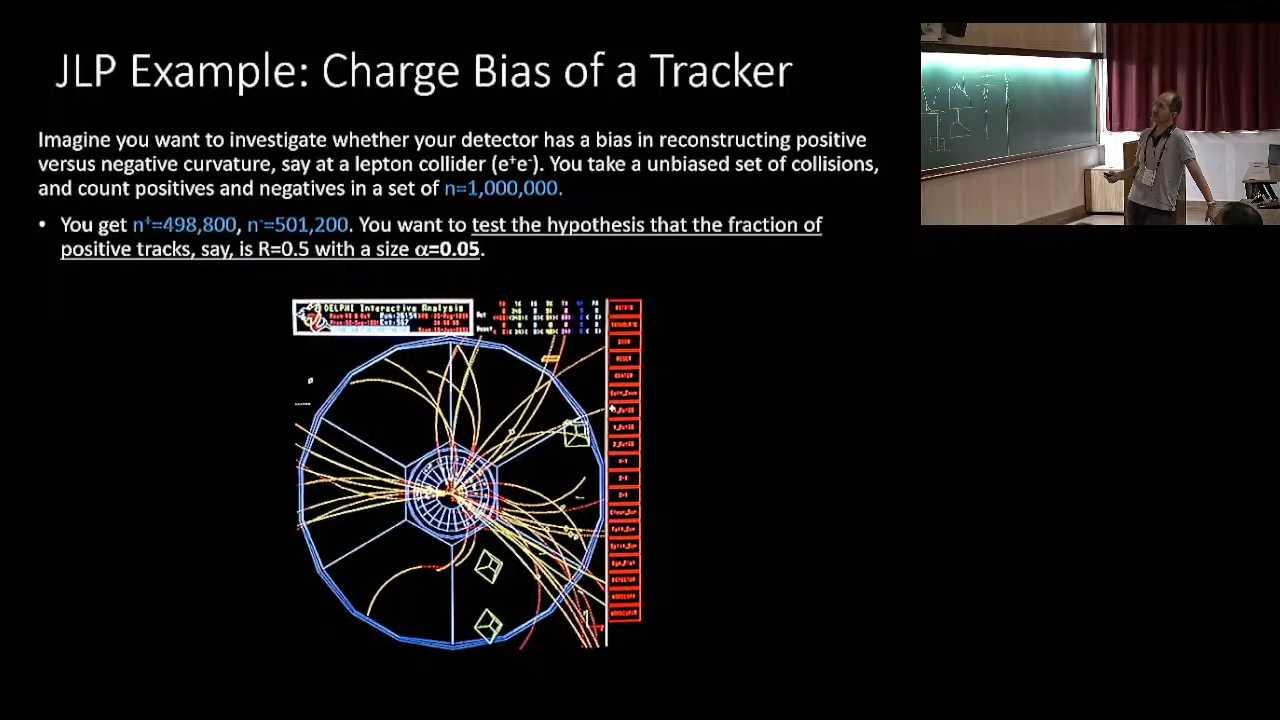 JLP Example: Charge Bias of a Tracker
Imagine you want to investigate whether your detector has a bias in reconstructing positive
versus negative curvature, say at a lepton collider (e⁺e⁻). You take a unbiased set of collisions,
and count positives and negatives in a set of n=1,000,000.
• You get n⁺=498,800, n⁻=501,200. You want to test the hypothesis that the fraction of
positive tracks, say, is R=0.5 with a size α=0.05.
DELPHI Interactive Analysis